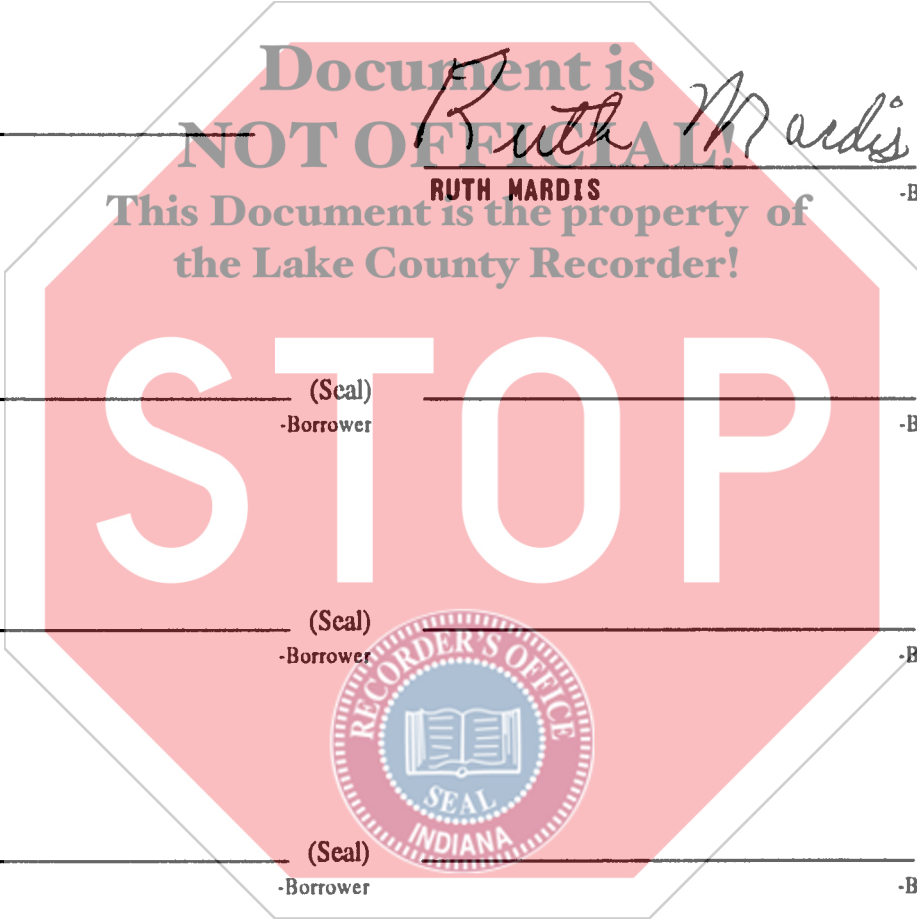 Document is
Ruth Mardis
NOT OFFICIAL!
RUTH MARDIS -B
This Document is the property of
the Lake County Recorder!
STOP
(Seal)
-Borrower -B
(Seal)
-Borrower -B
RECORDER'S OFFICE
SEAL
INDIANA
(Seal)
-Borrower -B